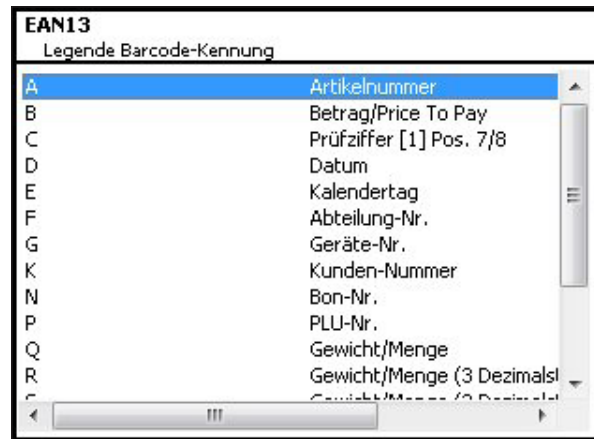 EAN13
Legende Barcode-Kennung
A Artikelnummer
B Betrag/Price To Pay
C Prüfziffer [1] Pos. 7/8
D Datum
E Kalendertag
F Abteilung-Nr.
G Geräte-Nr.
K Kunden-Nummer
N Bon-Nr.
P PLU-Nr.
Q Gewicht/Menge
R Gewicht/Menge (3 Dezimalst